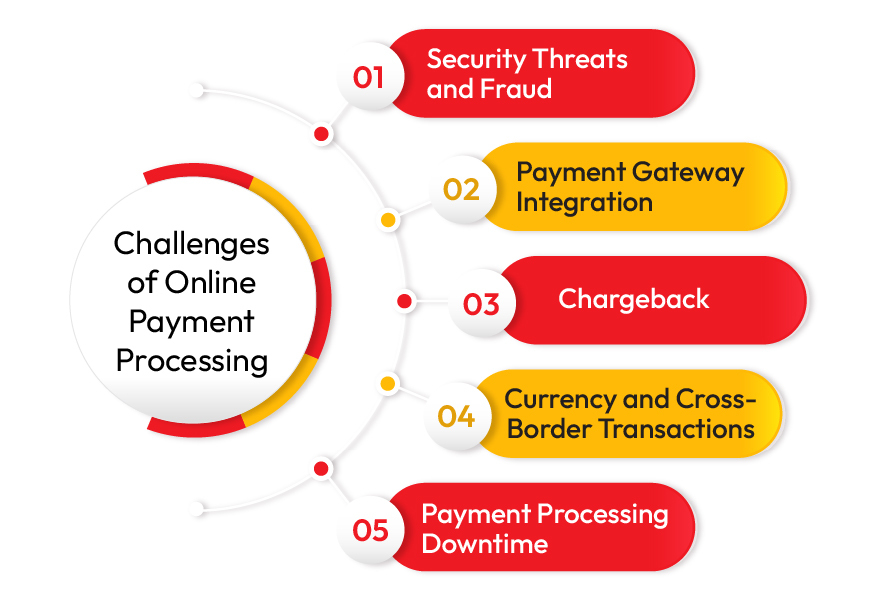 Challenges
of Online
Payment
Processing
01
Security Threats
and Fraud
02
Payment Gateway
Integration
03
Chargeback
04
Currency and Cross-
Border Transactions
05
Payment Processing
Downtime